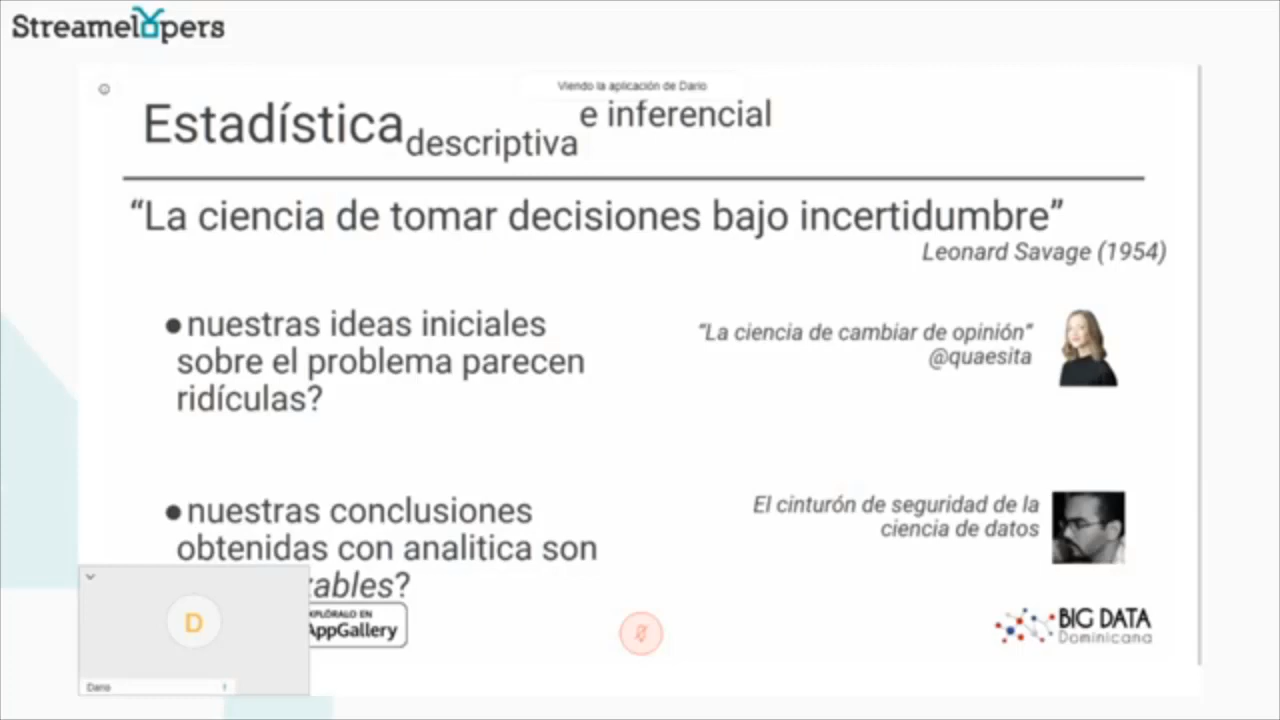 Streamelopers
Viendo la aplicación de Dario
Estadística descriptiva e inferencial
“La ciencia de tomar decisiones bajo incertidumbre”
Leonard Savage (1954)
●nuestras ideas iniciales
sobre el problema parecen
ridículas?
“La ciencia de cambiar de opinión”
@quaesita
●nuestras conclusiones
obtenidas con analitica son
zables?
El cinturón de seguridad de la
ciencia de datos
D
Dario
XPLÓRALO EN
AppGallery
BIG DATA
Dominicana